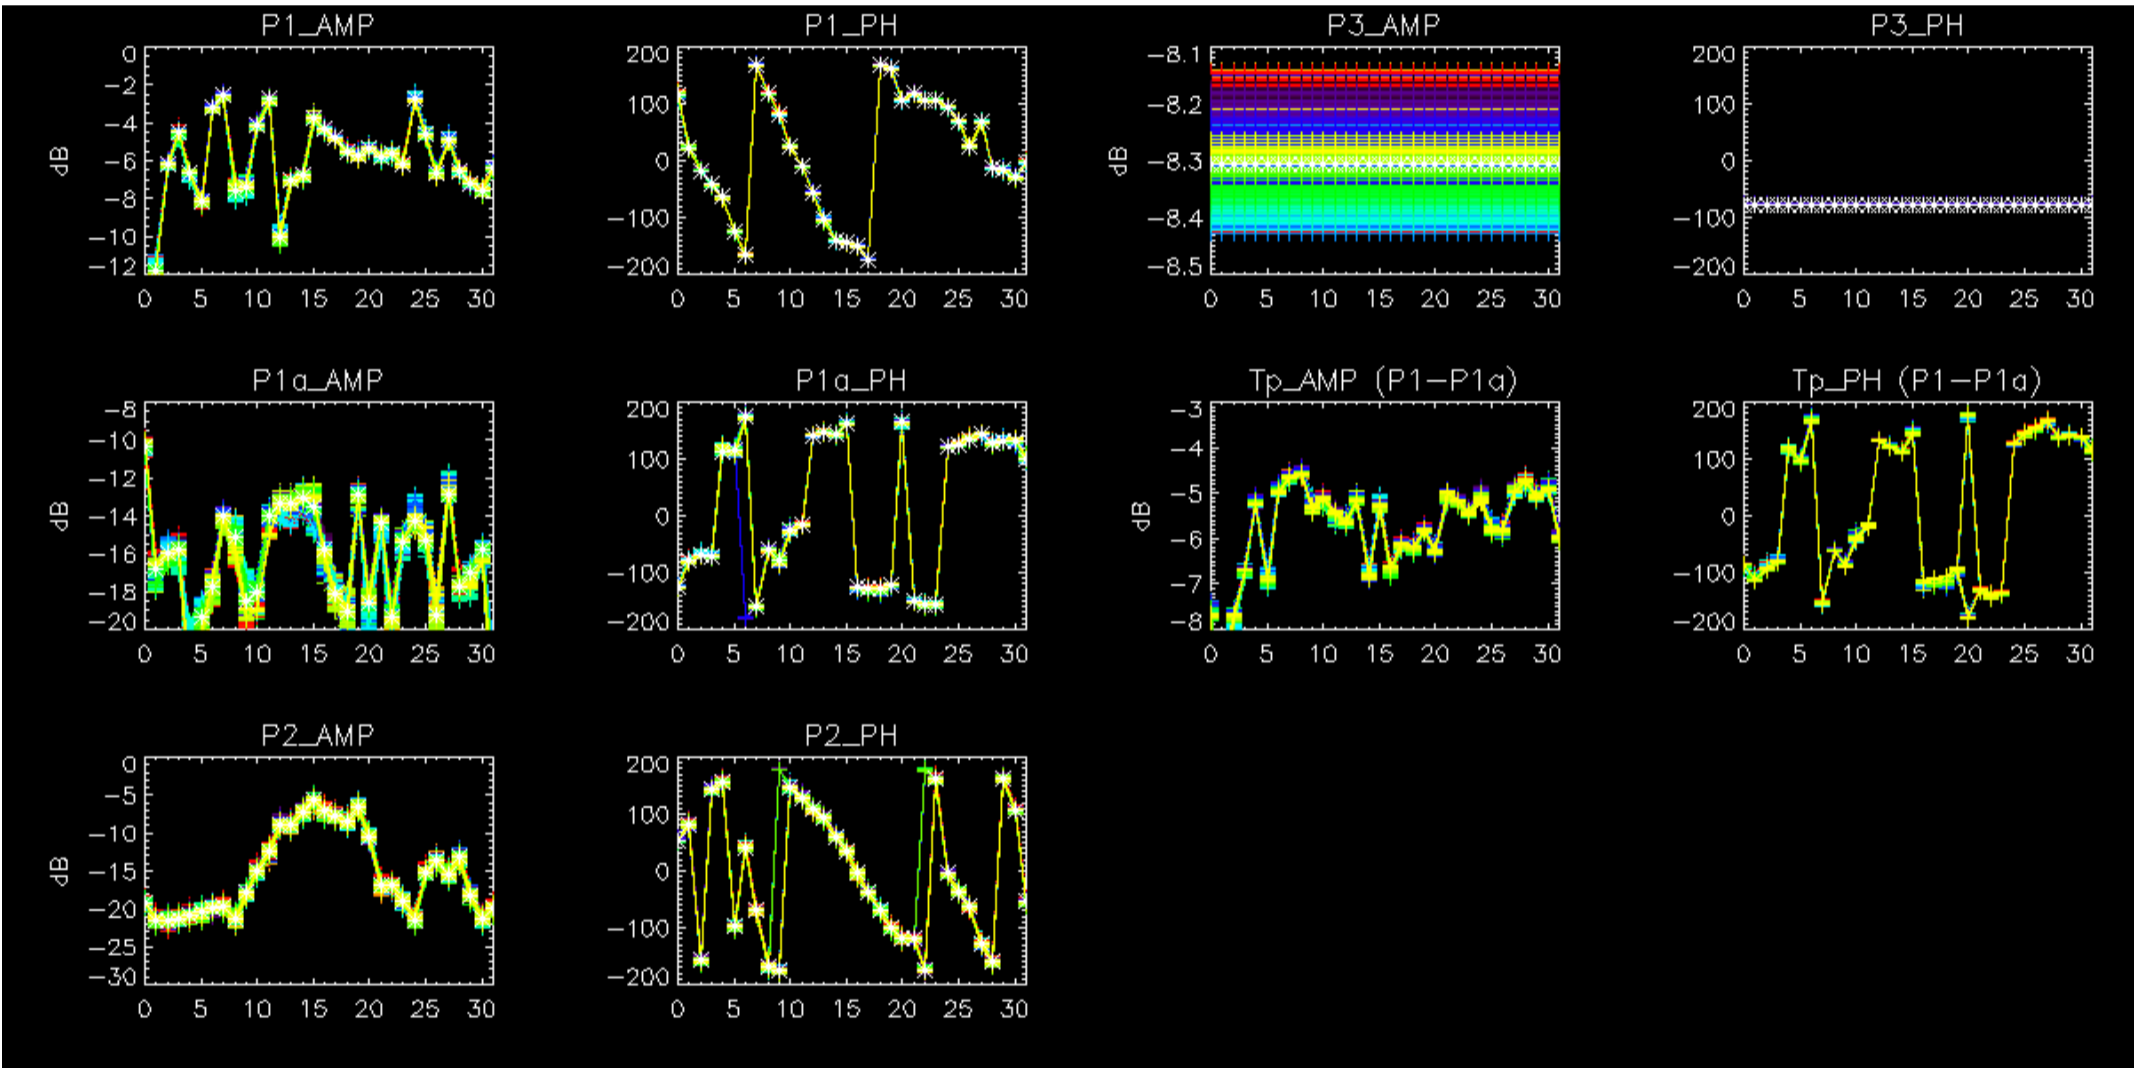 P1_AMP
0
-2
-4
-6
-8
-10
-12
dB
0 5 10 15 20 25 30
P1_PH
200
100
0
-100
-200
0 5 10 15 20 25 30
P3_AMP
-8.1
-8.2
-8.3
-8.4
-8.5
dB
0 5 10 15 20 25 30
P3_PH
200
100
0
-100
-200
0 5 10 15 20 25 30
P1a_AMP
-8
-10
-12
-14
-16
-18
-20
dB
0 5 10 15 20 25 30
P1a_PH
200
100
0
-100
-200
0 5 10 15 20 25 30
Tp_AMP (P1-P1a)
-3
-4
-5
-6
-7
-8
dB
0 5 10 15 20 25 30
Tp_PH (P1-P1a)
200
100
0
-100
-200
0 5 10 15 20 25 30
P2_AMP
0
-5
-10
-15
-20
-25
-30
dB
0 5 10 15 20 25 30
P2_PH
200
100
0
-100
-200
0 5 10 15 20 25 30